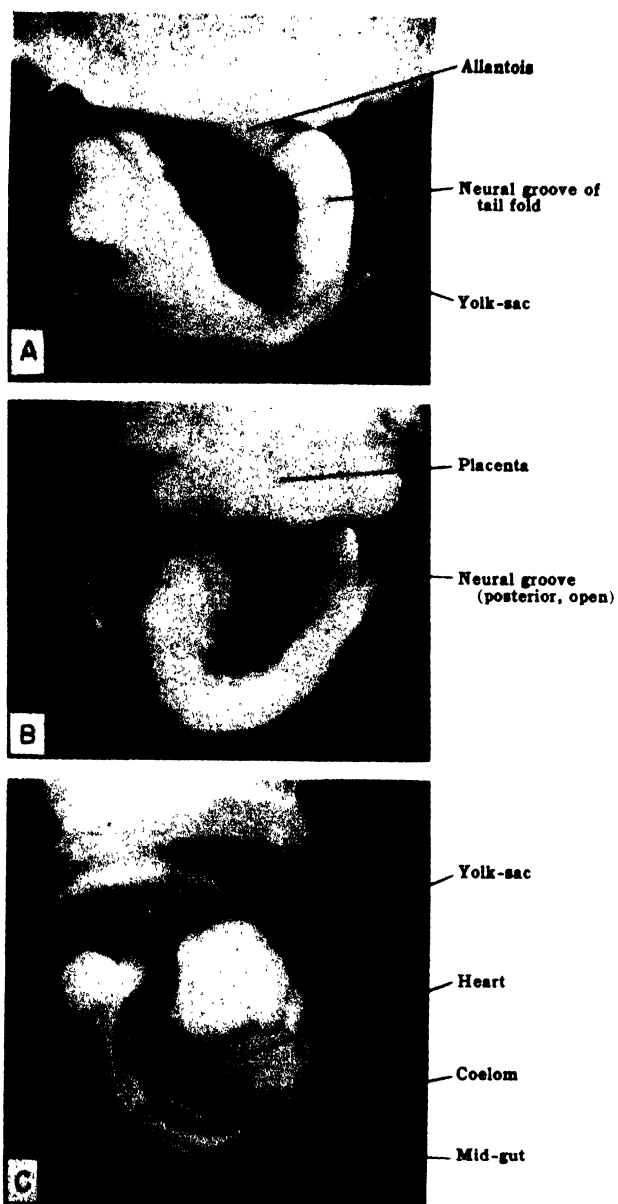 Allantois
Neural groove of
tail fold
Yolk-sac
A
Placenta
Neural groove
(posterior, open)
B
Yolk-sac
Heart
Coelom
Mid-gut
C